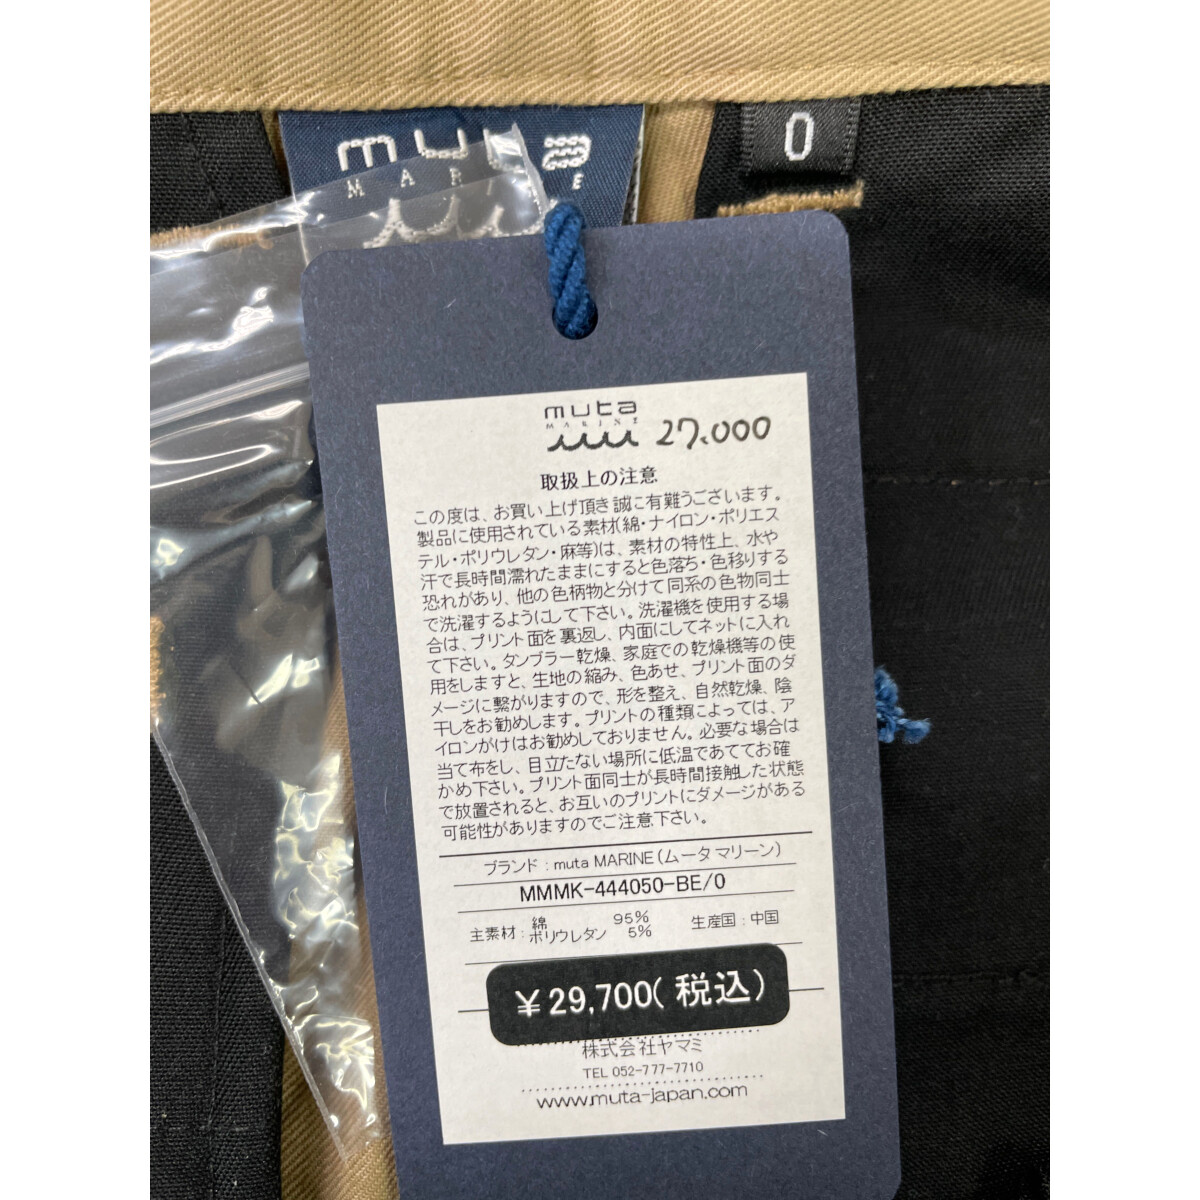 muta
MARINE
0
muta
MARINE
27.000
取扱上の注意
この度は、お買い上げ頂き誠に有難うございます。
製品に使用されている素材(綿・ナイロン・ポリエス
テル・ポリウレタン・麻等)は、素材の特性上、水や
汗で長時間濡れたままにすると色落ち・色移りする
恐れがあり、他の色柄物と分けて同系の色物同士
で洗濯するようにして下さい。洗濯機を使用する場
合は、プリント面を裏返し、内面にしてネットに入れ
て下さい。タンブラー乾燥、家庭での乾燥機等の使
用をしますと、生地の縮み、色あせ、プリント面のダ
メージに繋がりますので、形を整え、自然乾燥、陰
干しをお勧めします。プリントの種類によっては、ア
イロンがけはお勧めしておりません。必要な場合は
当て布をし、目立たない場所に低温であててお確
かめ下さい。プリント面同士が長時間接触した状態
で放置されると、お互いのプリントにダメージがある
可能性がありますのでご注意下さい。
ブランド : muta MARINE(ムータ マリーン)
MMMK-444050-BE/0
主素材 : 綿 95% 生産国 : 中国
ポリウレタン 5%
¥29,700(税込)
株式会社ヤマミ
TEL 052-777-7710
www.muta-japan.com